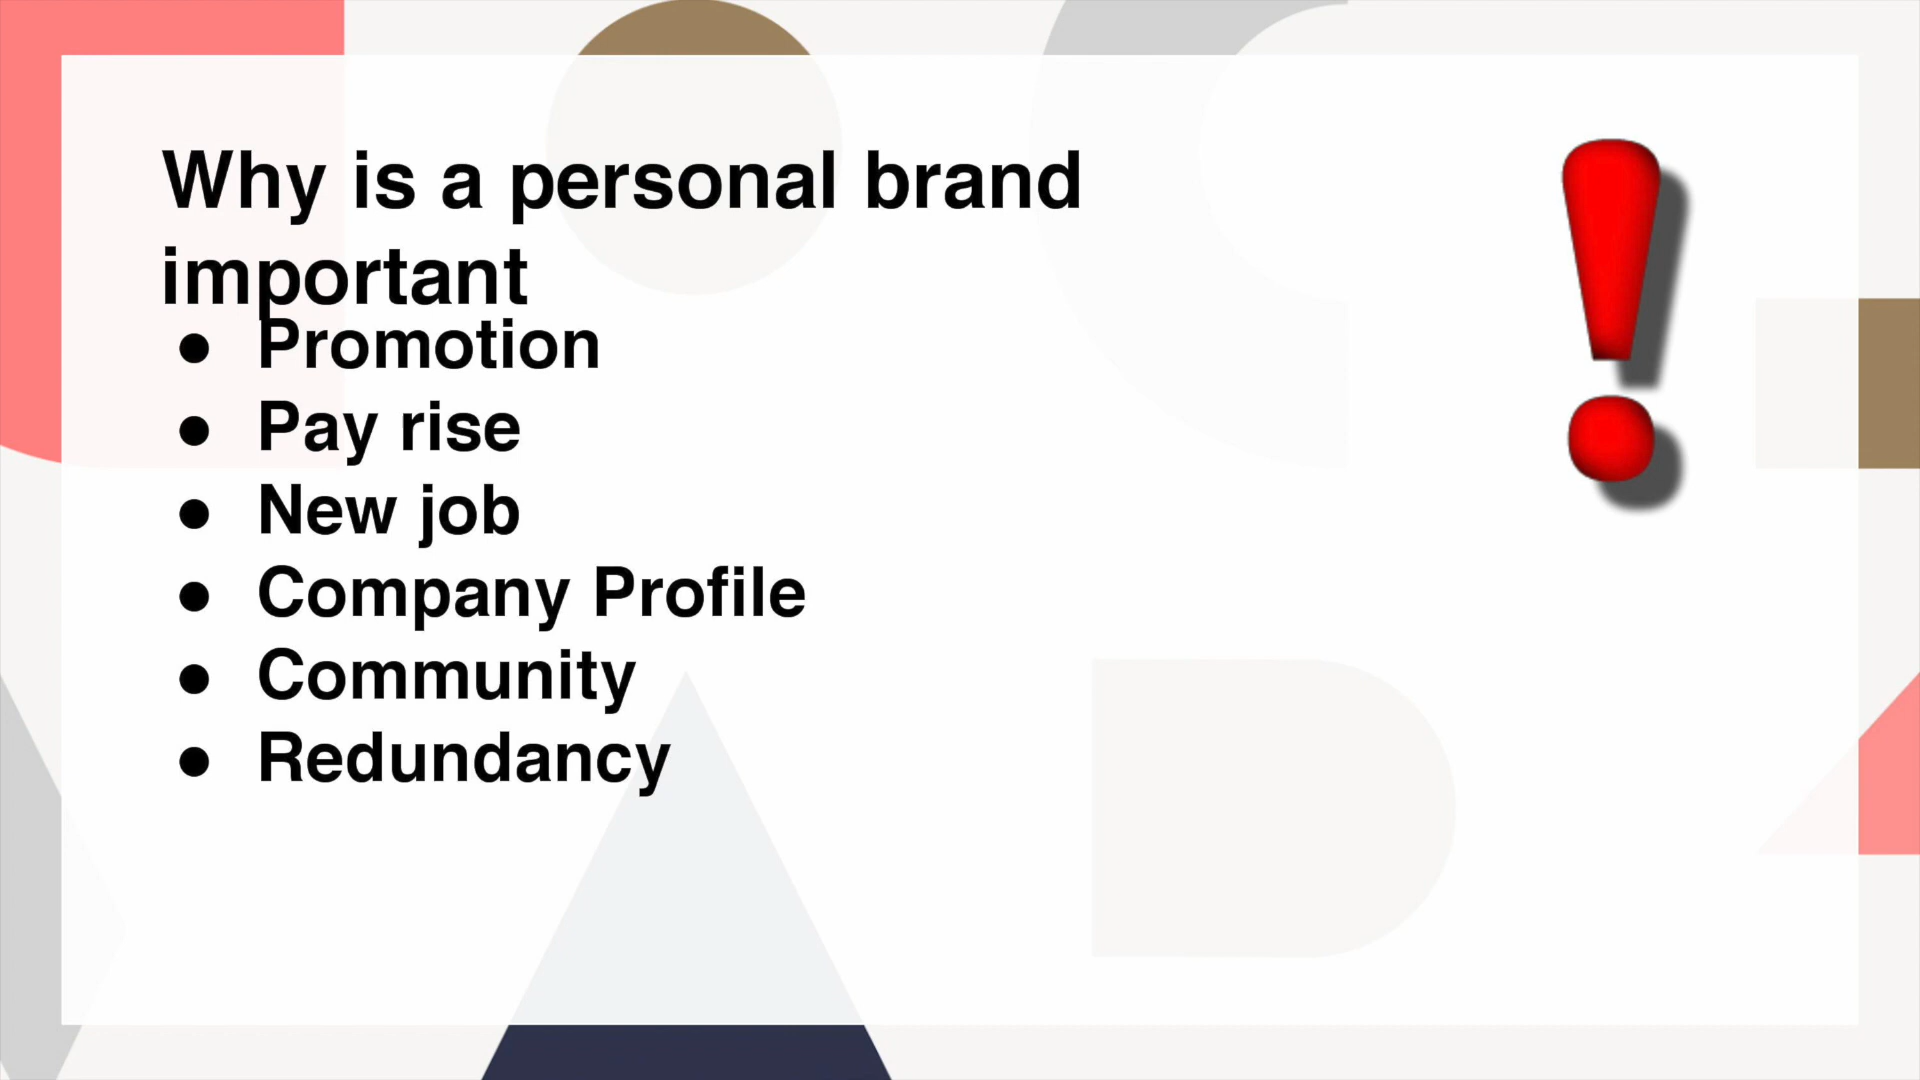 Why is a personal brand
important
● Promotion
● Pay rise
● New job
● Company Profile
● Community
● Redundancy